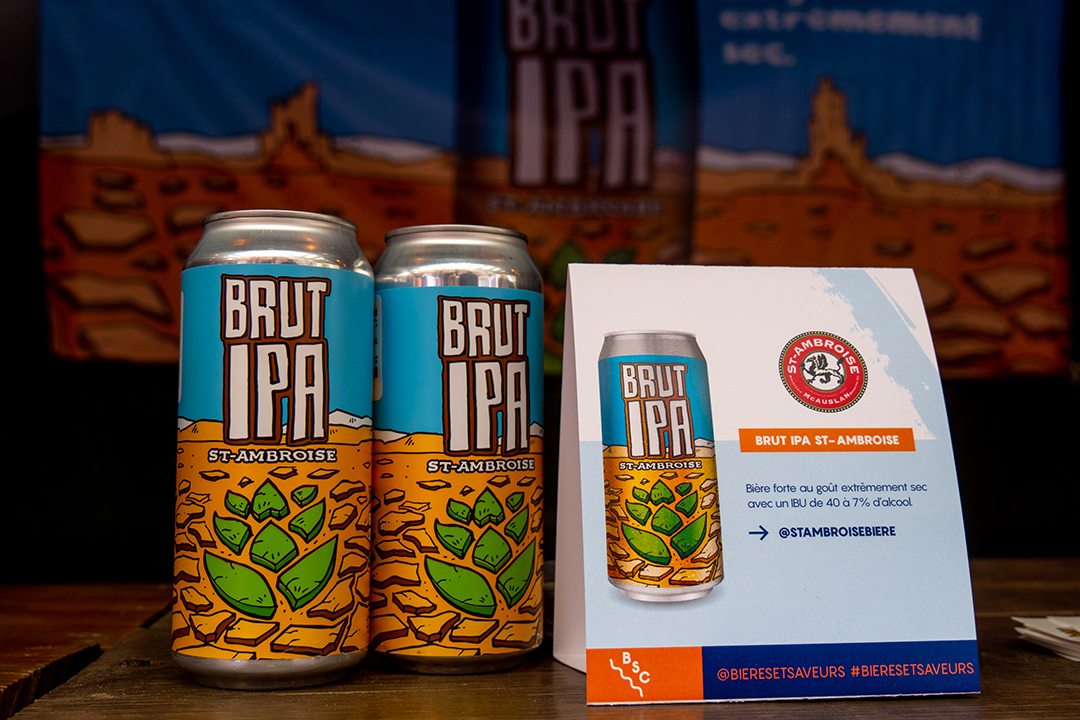 BRUT
IPA
ST-AMBROISE
extrêmement
sec.
BRUT
IPA
ST-AMBROISE
BRUT
IPA
ST-AMBROISE
BRUT
IPA
ST-AMBROISE
ST-AMBROISE
McAUSLAN
BRUT IPA ST-AMBROISE
Bière forte au goût extrêmement sec
avec un IBU de 40 à 7% d'alcool.
→ @STAMBROISEBIERE
BSC
@BIERESETSAVEURS #BIERESETSAVEURS